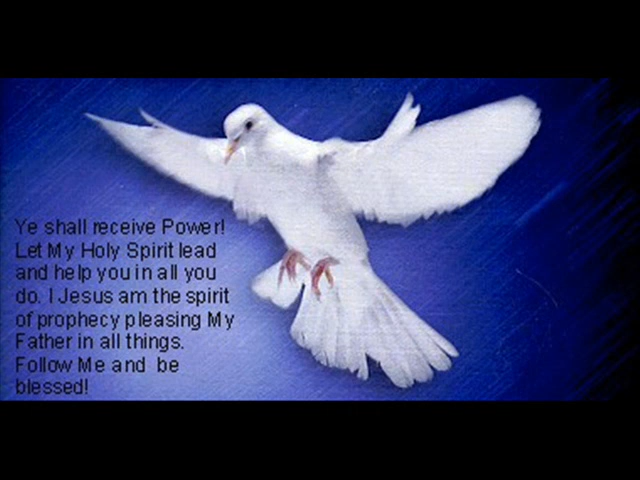 Ye shall receive Power!
Let My Holy Spirit lead
and help you in all you
do. I Jesus am the spirit
of prophecy pleasing My
Father in all things.
Follow Me and be
blessed!